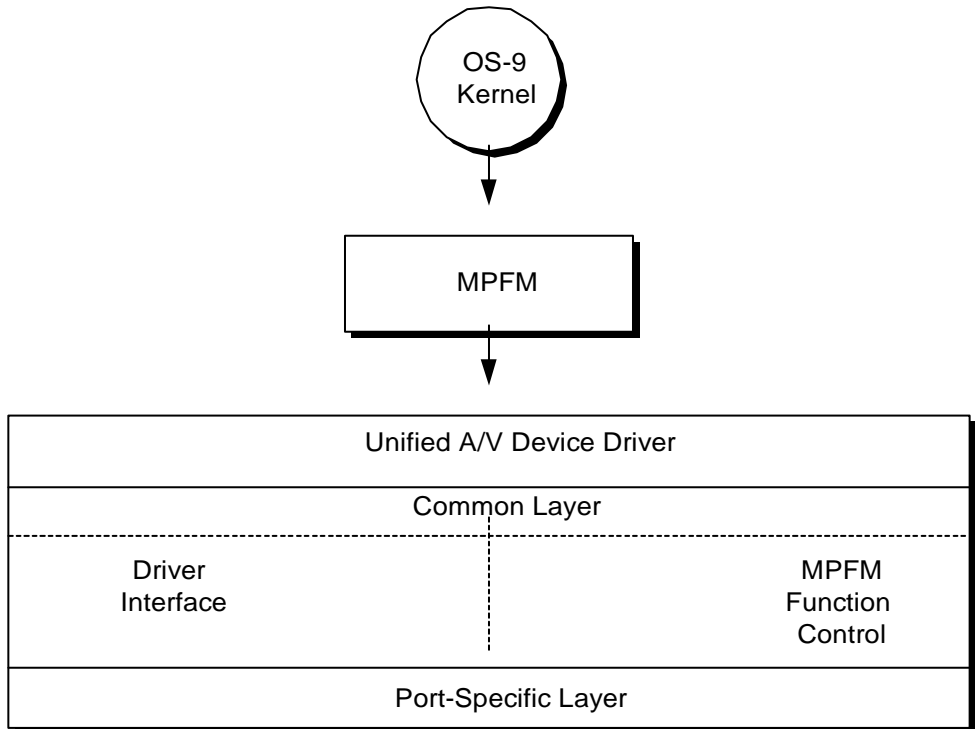 OS-9
Kernel
MPFM
Unified A/V Device Driver
Common Layer
Driver
Interface
MPFM
Function
Control
Port-Specific Layer